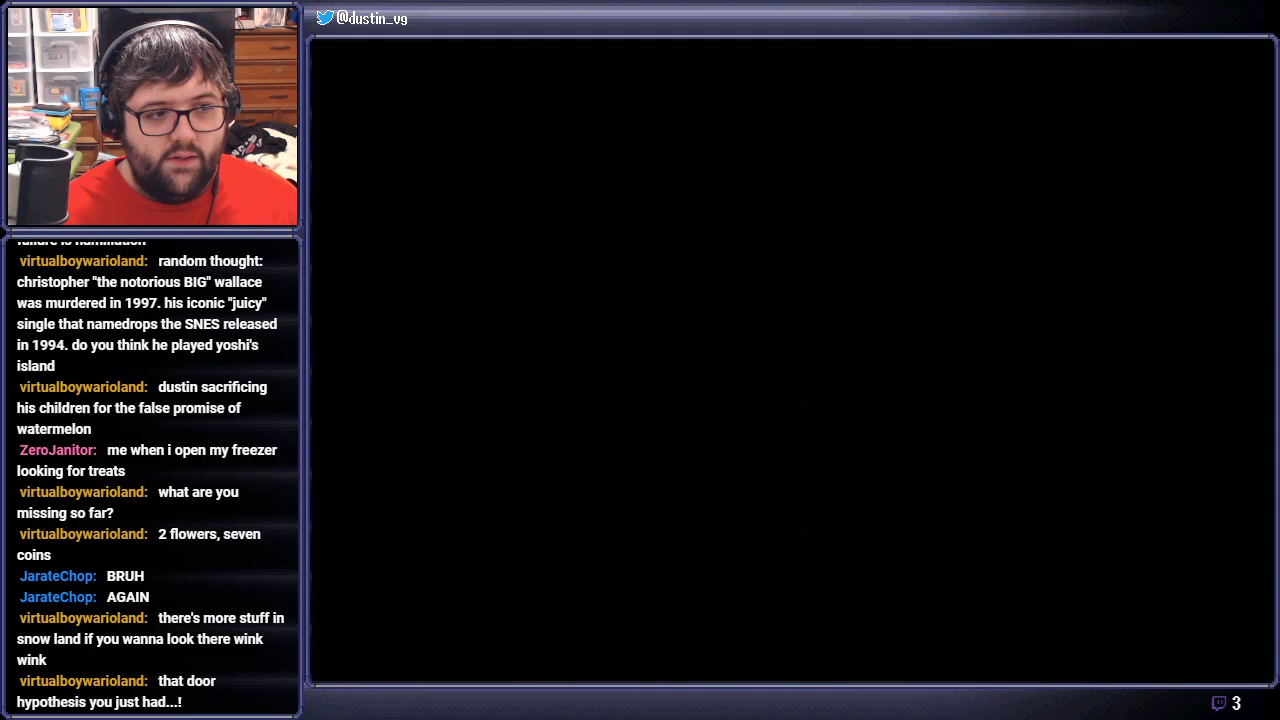 @dustin_vg
failure is humiliation
virtualboywarioland: random thought:
christopher "the notorious BIG" wallace
was murdered in 1997. his iconic "juicy"
single that namedrops the SNES released
in 1994. do you think he played yoshi's
island
virtualboywarioland: dustin sacrificing
his children for the false promise of
watermelon
ZeroJanitor: me when i open my freezer
looking for treats
virtualboywarioland: what are you
missing so far?
virtualboywarioland: 2 flowers, seven
coins
JarateChop: BRUH
JarateChop: AGAIN
virtualboywarioland: there's more stuff in
snow land if you wanna look there wink
wink
virtualboywarioland: that door
hypothesis you just had...!
3